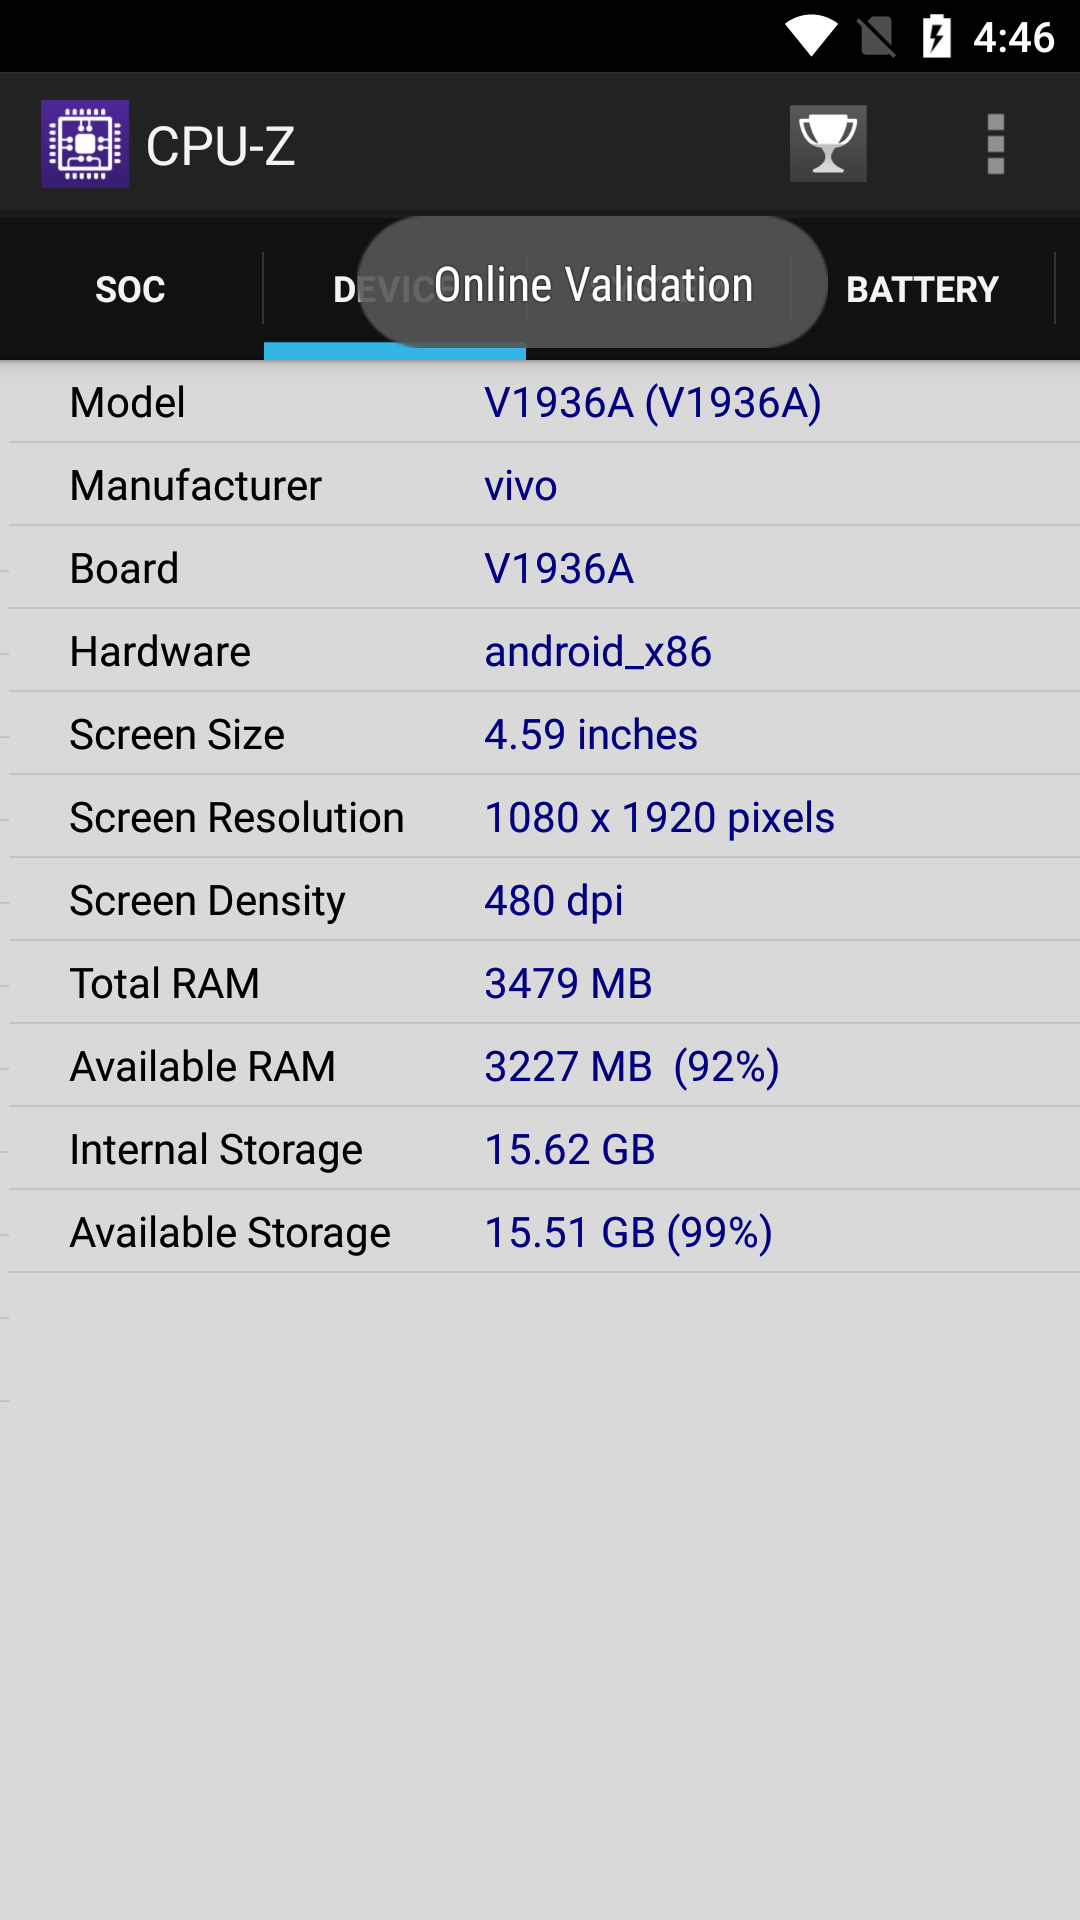 4:46
CPU-Z
SOC
DEVICE
Online Validation
BATTERY
Model V1936A (V1936A)
Manufacturer vivo
Board V1936A
Hardware android_x86
Screen Size 4.59 inches
Screen Resolution 1080 x 1920 pixels
Screen Density 480 dpi
Total RAM 3479 MB
Available RAM 3227 MB (92%)
Internal Storage 15.62 GB
Available Storage 15.51 GB (99%)